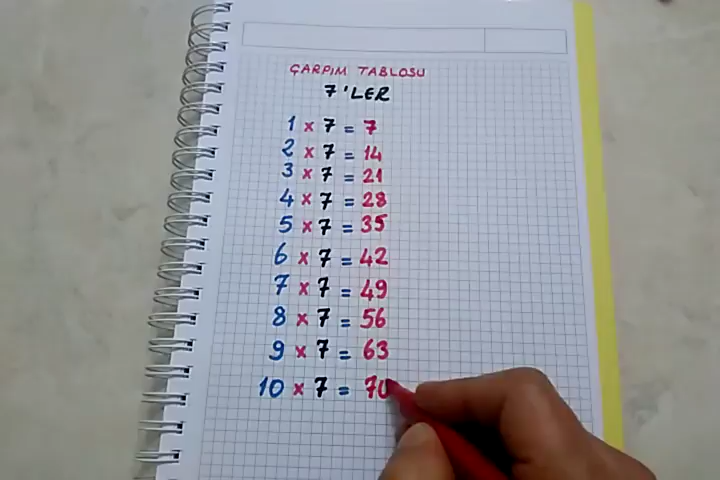 ÇARPIM TABLOSU
7'LER
1 x 7 = 7
2 x 7 = 14
3 x 7 = 21
4 x 7 = 28
5 x 7 = 35
6 x 7 = 42
7 x 7 = 49
8 x 7 = 56
9 x 7 = 63
10 x 7 = 70